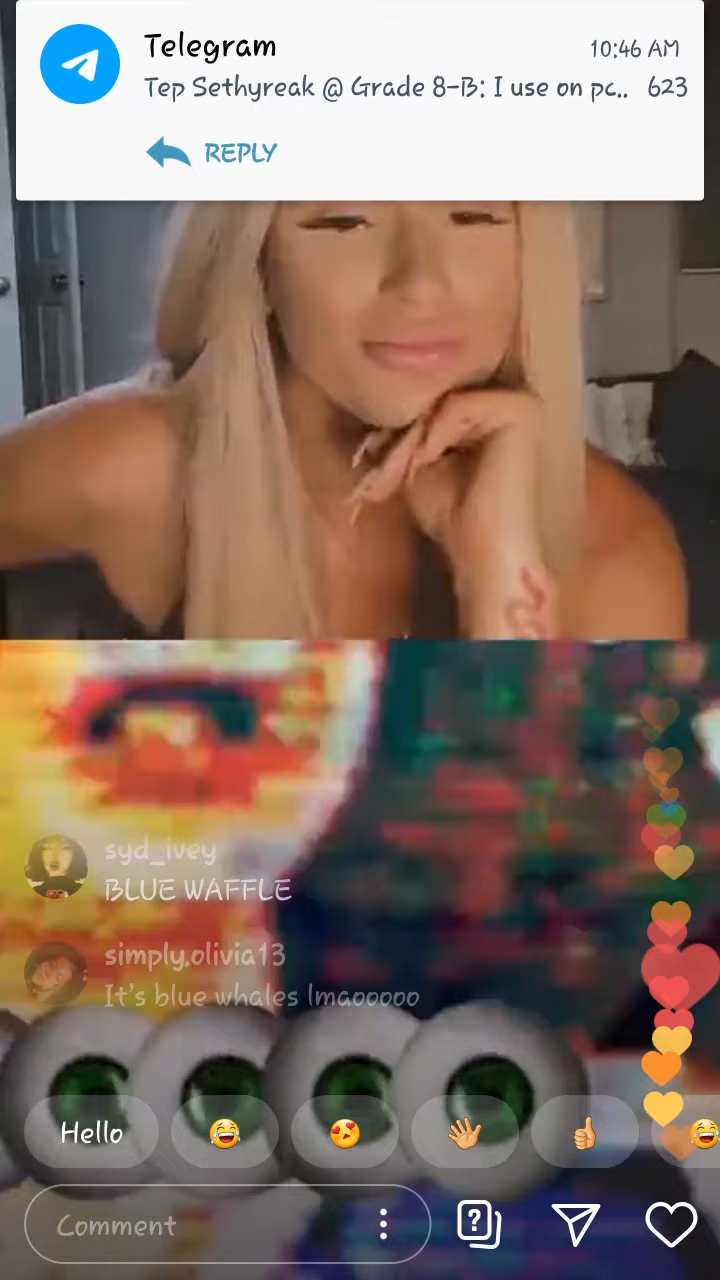 Telegram
10:46 AM
Tep Sethyreak @ Grade 8-B: I use on pc.. 623
REPLY
syd_ivey
BLUE WAFFLE
simply.olivia13
It's blue whales lmaooooo
Hello
Comment
?